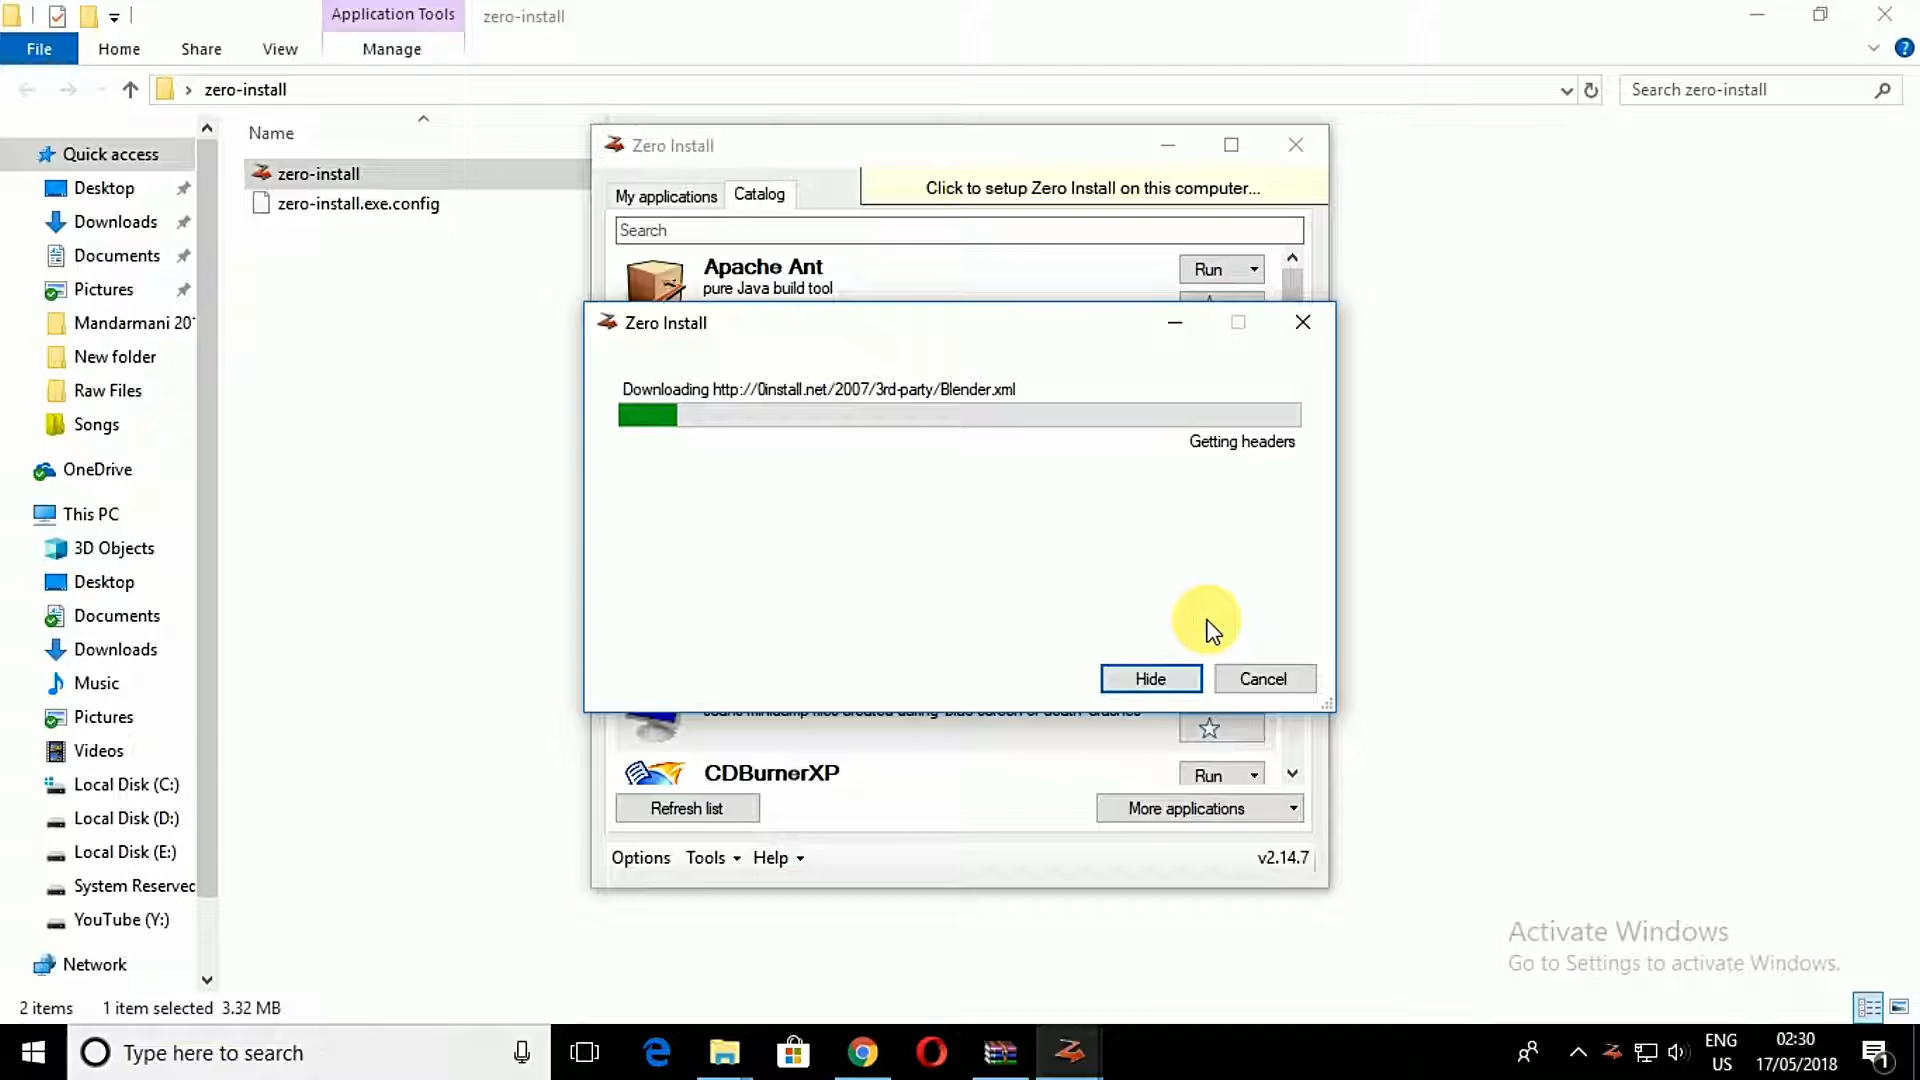 Application Tools
zero-install
File
Home
Share
View
Manage
zero-install
Search zero-install
Name
Quick access
Desktop
Downloads
Documents
Pictures
Mandarmani 20
New folder
Raw Files
Songs
OneDrive
This PC
3D Objects
Desktop
Documents
Downloads
Music
Pictures
Videos
Local Disk (C:)
Local Disk (D:)
Local Disk (E:)
System Reserved
YouTube (Y:)
Network
zero-install
zero-install.exe.config
Zero Install
My applications
Catalog
Click to setup Zero Install on this computer...
Search
Apache Ant
pure Java build tool
Run
Zero Install
Downloading http://0install.net/2007/3rd-party/Blender.xml
Getting headers
Hide
Cancel
CDBurnerXP
Run
Refresh list
More applications
Options
Tools
Help
v2.14.7
Activate Windows
Go to Settings to activate Windows.
2 items
1 item selected 3.32 MB
Type here to search
ENG
US
02:30
17/05/2018
1